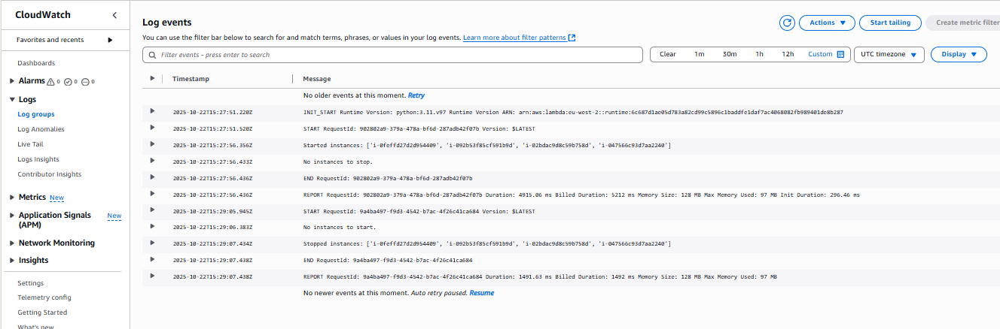 CloudWatch
Favorites and recents
Dashboards
Alarms 0 0 0
Logs
Log groups
Log Anomalies
Live Tail
Logs Insights
Contributor Insights
Metrics New
Application Signals (APM) New
Network Monitoring
Insights
Settings
Telemetry config
Getting Started
What's new
Log events
Actions
Start tailing
Create metric filter
You can use the filter bar below to search for and match terms, phrases, or values in your log events. Learn more about filter patterns
Filter events - press enter to search
Clear 1m 30m 1h 12h Custom UTC timezone Display
Timestamp Message
No older events at this moment. Retry
2025-10-22T15:27:51.220Z INIT_START Runtime Version: python:3.11.v97 Runtime Version ARN: arn:aws:lambda:eu-west-2::runtime:6c687d1ae05d783a82cd99c5896c1baddfe1daf7ac4068082fb989401de8b287
2025-10-22T15:27:51.520Z START RequestId: 902802a9-379a-478a-bf6d-287adb42f07b Version: $LATEST
2025-10-22T15:27:56.356Z Started instances: ['i-0feffd27d2d954409', 'i-092b53f85cf591b9d', 'i-02bdac9d8c59b758d', 'i-047566c93d7aa2240']
2025-10-22T15:27:56.433Z No instances to stop.
2025-10-22T15:27:56.436Z END RequestId: 902802a9-379a-478a-bf6d-287adb42f07b
2025-10-22T15:27:56.436Z REPORT RequestId: 902802a9-379a-478a-bf6d-287adb42f07b Duration: 4915.06 ms Billed Duration: 5212 ms Memory Size: 128 MB Max Memory Used: 97 MB Init Duration: 296.46 ms
2025-10-22T15:29:05.945Z START RequestId: 9a4ba497-f9d3-4542-b7ac-4f26c41ca684 Version: $LATEST
2025-10-22T15:29:06.383Z No instances to start.
2025-10-22T15:29:07.434Z Stopped instances: ['i-0feffd27d2d954409', 'i-092b53f85cf591b9d', 'i-02bdac9d8c59b758d', 'i-047566c93d7aa2240']
2025-10-22T15:29:07.438Z END RequestId: 9a4ba497-f9d3-4542-b7ac-4f26c41ca684
2025-10-22T15:29:07.438Z REPORT RequestId: 9a4ba497-f9d3-4542-b7ac-4f26c41ca684 Duration: 1491.63 ms Billed Duration: 1492 ms Memory Size: 128 MB Max Memory Used: 97 MB
No newer events at this moment. Auto retry paused. Resume